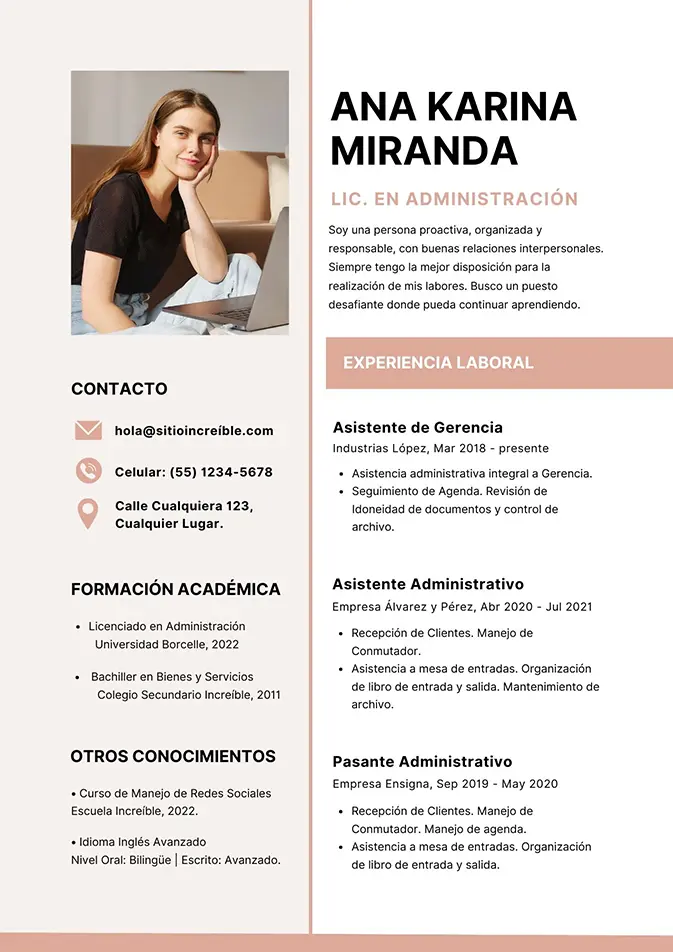 ANA KARINA
MIRANDA
LIC. EN ADMINISTRACIÓN
Soy una persona proactiva, organizada y
responsable, con buenas relaciones interpersonales.
Siempre tengo la mejor disposición para la
realización de mis labores. Busco un puesto
desafiante donde pueda continuar aprendiendo.
CONTACTO
hola@sitioincreíble.com
Celular: (55) 1234-5678
Calle Cualquiera 123,
Cualquier Lugar.
FORMACIÓN ACADÉMICA
• Licenciado en Administración
Universidad Borcelle, 2022
• Bachiller en Bienes y Servicios
Colegio Secundario Increíble, 2011
OTROS CONOCIMIENTOS
• Curso de Manejo de Redes Sociales
Escuela Increíble, 2022.
• Idioma Inglés Avanzado
Nivel Oral: Bilingüe | Escrito: Avanzado.
EXPERIENCIA LABORAL
Asistente de Gerencia
Industrias López, Mar 2018 - presente
• Asistencia administrativa integral a Gerencia.
• Seguimiento de Agenda. Revisión de
Idoneidad de documentos y control de
archivo.
Asistente Administrativo
Empresa Álvarez y Pérez, Abr 2020 - Jul 2021
• Recepción de Clientes. Manejo de
Conmutador.
• Asistencia a mesa de entradas. Organización
de libro de entrada y salida. Mantenimiento de
archivo.
Pasante Administrativo
Empresa Ensigna, Sep 2019 - May 2020
• Recepción de Clientes. Manejo de
Conmutador. Manejo de agenda.
• Asistencia a mesa de entradas. Organización
de libro de entrada y salida.